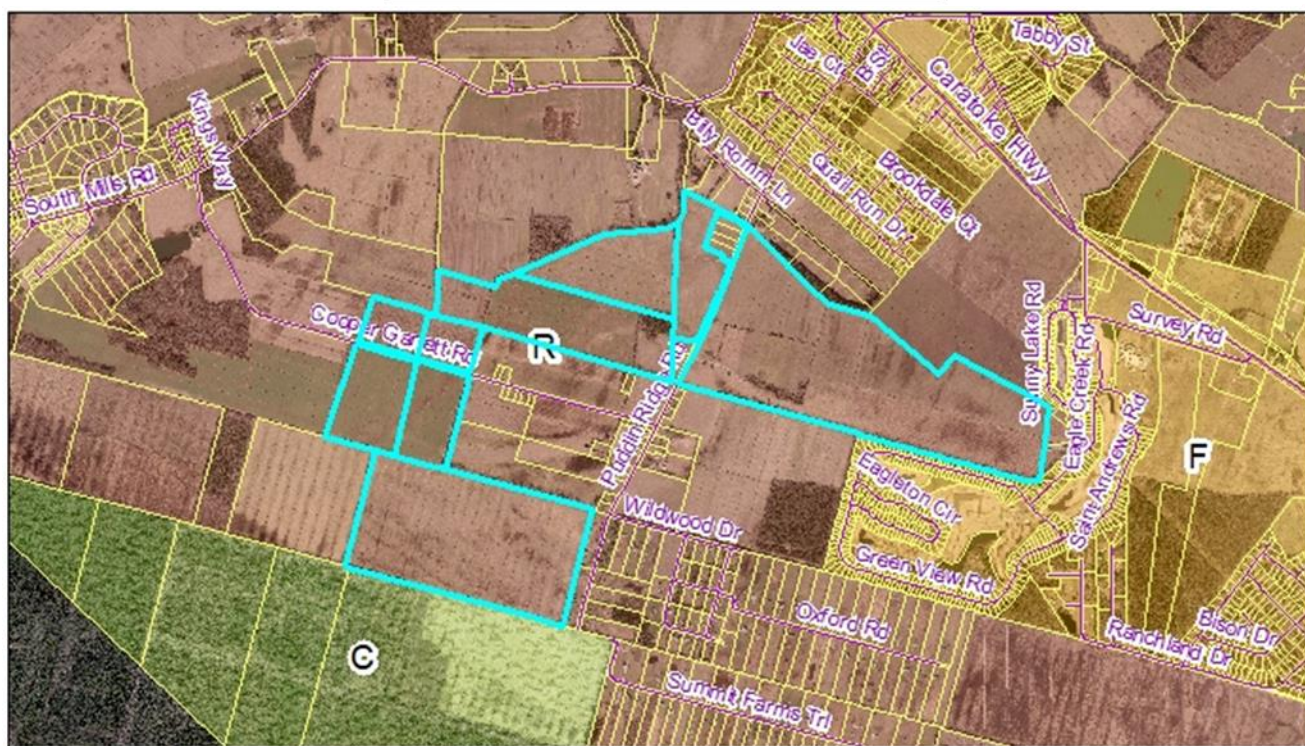 Tabby St
Jas Ct
B St
Caratoke Hwy
Kings Way
South Mills Rd
Billy Romm Ln
Quail Run Dr
Brookdale Ct
Cooper Garrett Rd
R
Puddin Ridge Rd
Sunny Lake Rd
Eagle Creek Rd
Survey Rd
Saint Andrews Rd
F
Eagleton Cir
Wildwood Dr
Green View Rd
Oxford Rd
Bison Dr
Ranchland Dr
C
Summit Farms Trl